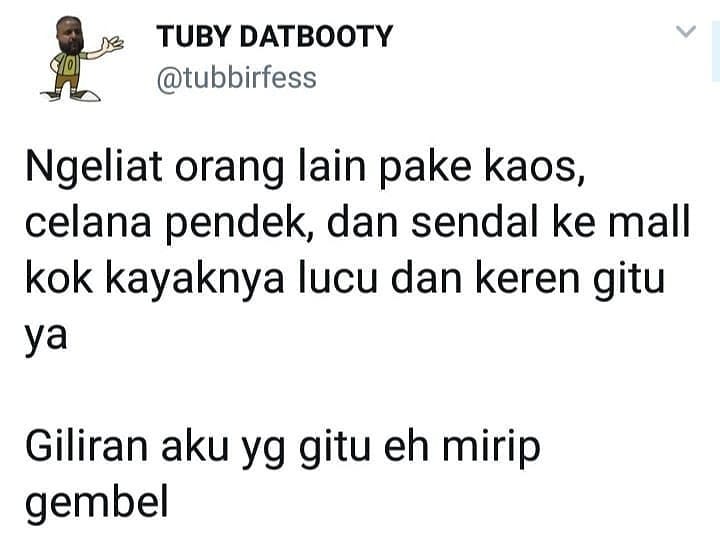 TUBY DATBOOTY
@tubbirfess
Ngeliat orang lain pake kaos,
celana pendek, dan sendal ke mall
kok kayaknya lucu dan keren gitu
ya
Giliran aku yg gitu eh mirip
gembel